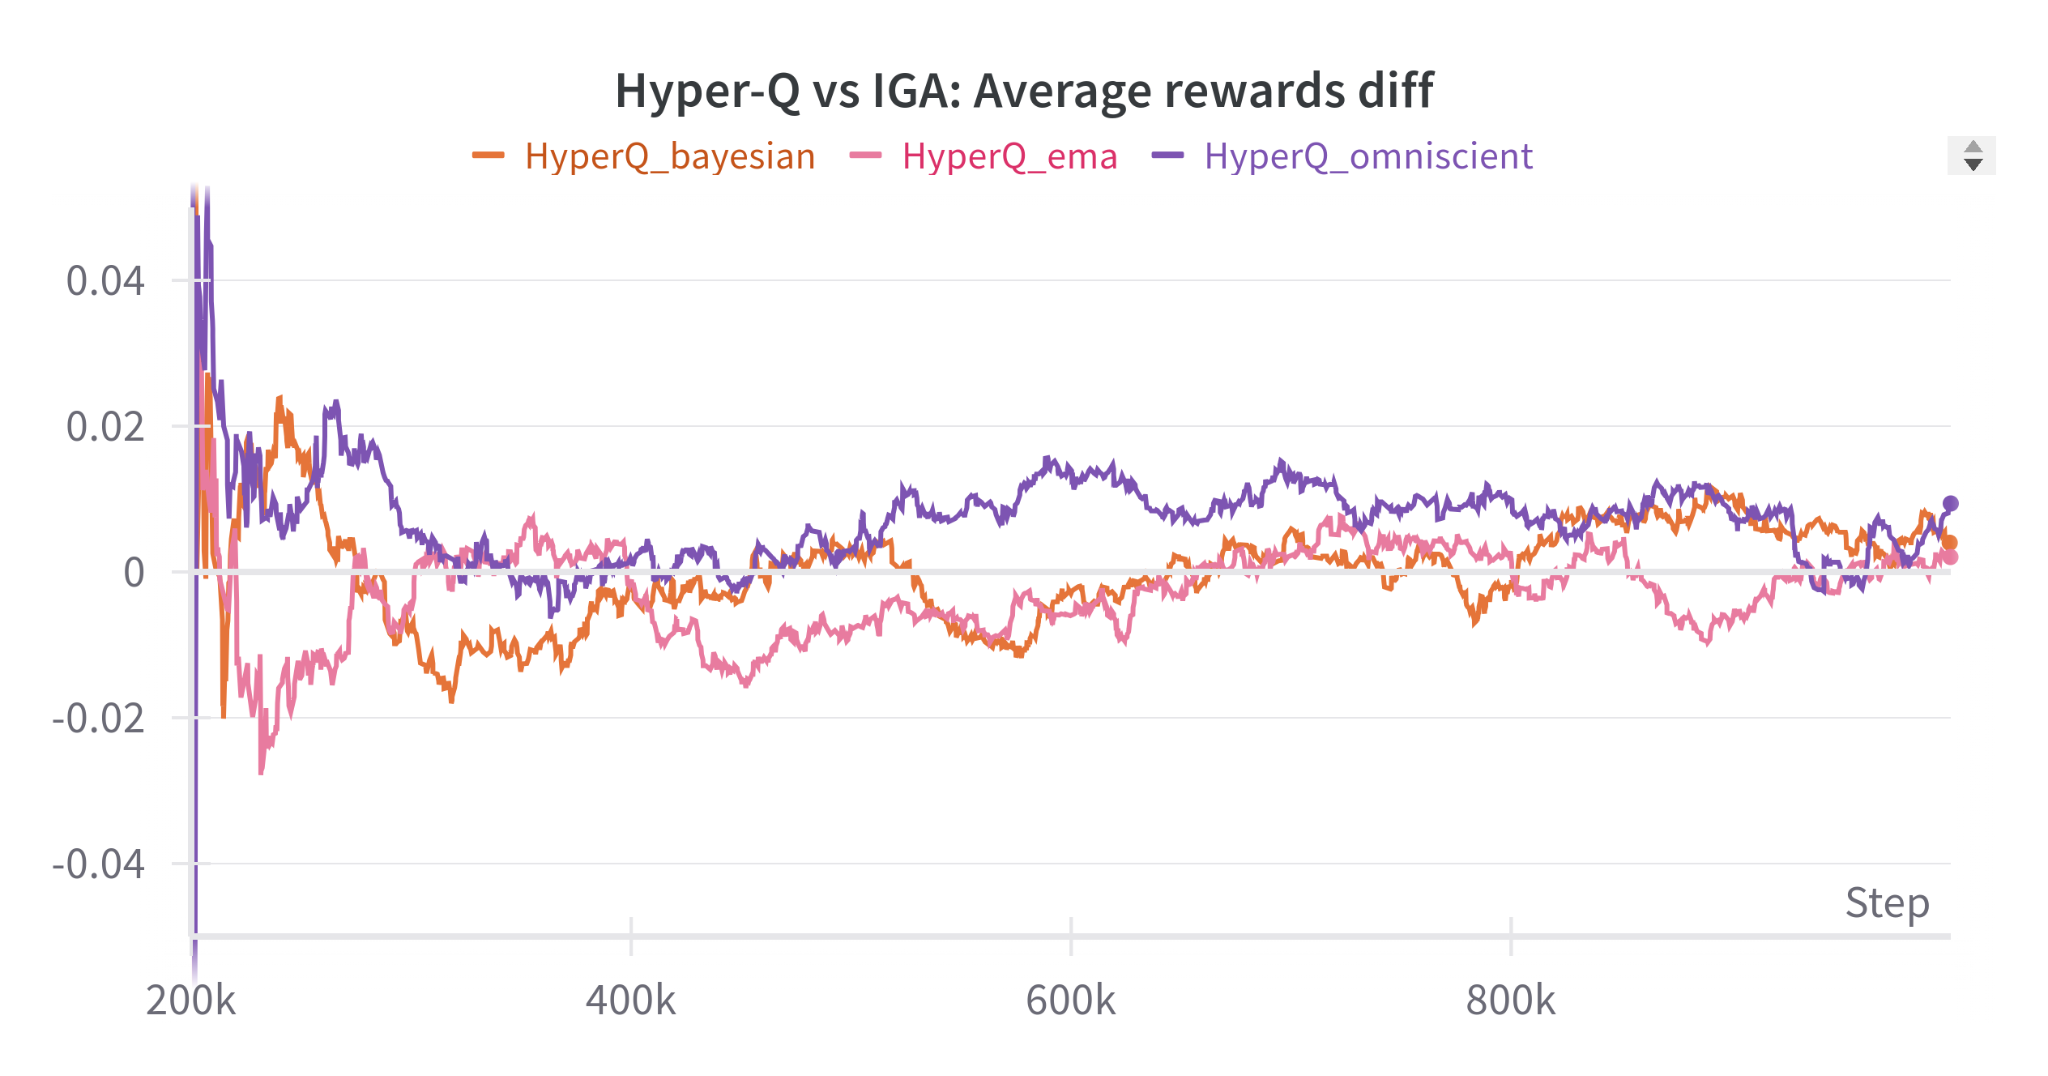 Hyper-Q vs IGA: Average rewards diff
HyperQ_bayesian HyperQ_ema HyperQ_omniscient
0.04
0.02
0
-0.02
-0.04
Step
200k 400k 600k 800k